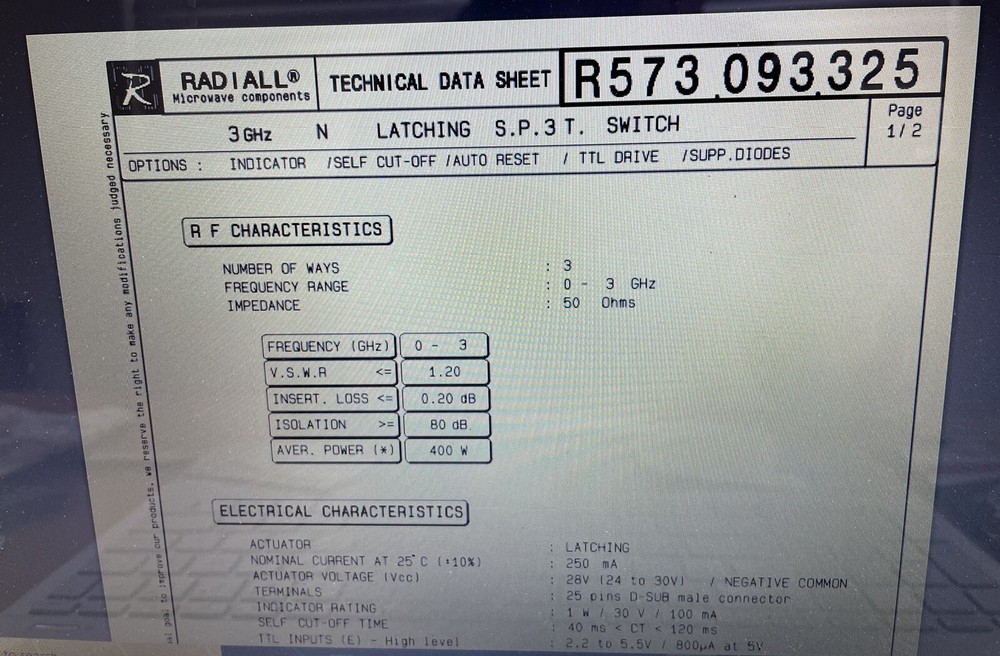 R
RADIALL®
Microwave components
TECHNICAL DATA SHEET
R573.093.325
3 GHz N LATCHING S.P.3 T. SWITCH
Page
1/ 2
OPTIONS : INDICATOR /SELF CUT-OFF /AUTO RESET / TTL DRIVE /SUPP.DIODES
R F CHARACTERISTICS
NUMBER OF WAYS : 3
FREQUENCY RANGE : 0 - 3 GHz
IMPEDANCE : 50 Ohms
FREQUENCY (GHz) 0 - 3
V.S.W.R <= 1.20
INSERT. LOSS <= 0.20 dB
ISOLATION >= 80 dB
AVER. POWER (*) 400 W
ELECTRICAL CHARACTERISTICS
ACTUATOR : LATCHING
NOMINAL CURRENT AT 25°C (±10%) : 250 mA
ACTUATOR VOLTAGE (Vcc) : 28V (24 to 30V) / NEGATIVE COMMON
TERMINALS : 25 pins D-SUB male connector
INDICATOR RATING : 1 W / 30 V / 100 mA
SELF CUT-OFF TIME : 40 ms < CT < 120 ms
TTL INPUTS (E) - High level : 2.2 to 5.5V / 800µA at 5V
goal to improve our products, we reserve the right to make any modifications judged necessary